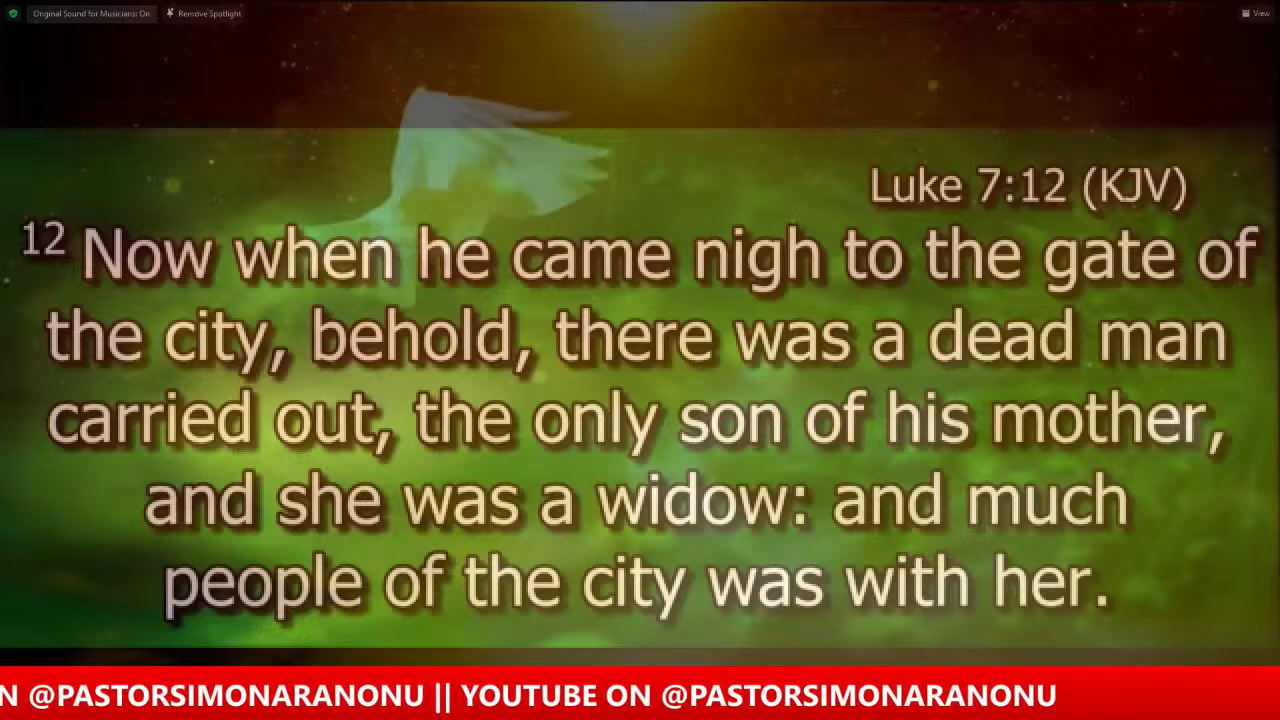 Original Sound for Musicians: On Remove Spotlight View
Luke 7:12 (KJV)
12 Now when he came nigh to the gate of
the city, behold, there was a dead man
carried out, the only son of his mother,
and she was a widow: and much
people of the city was with her.
N @PASTORSIMONARANONU || YOUTUBE ON @PASTORSIMONARANONU